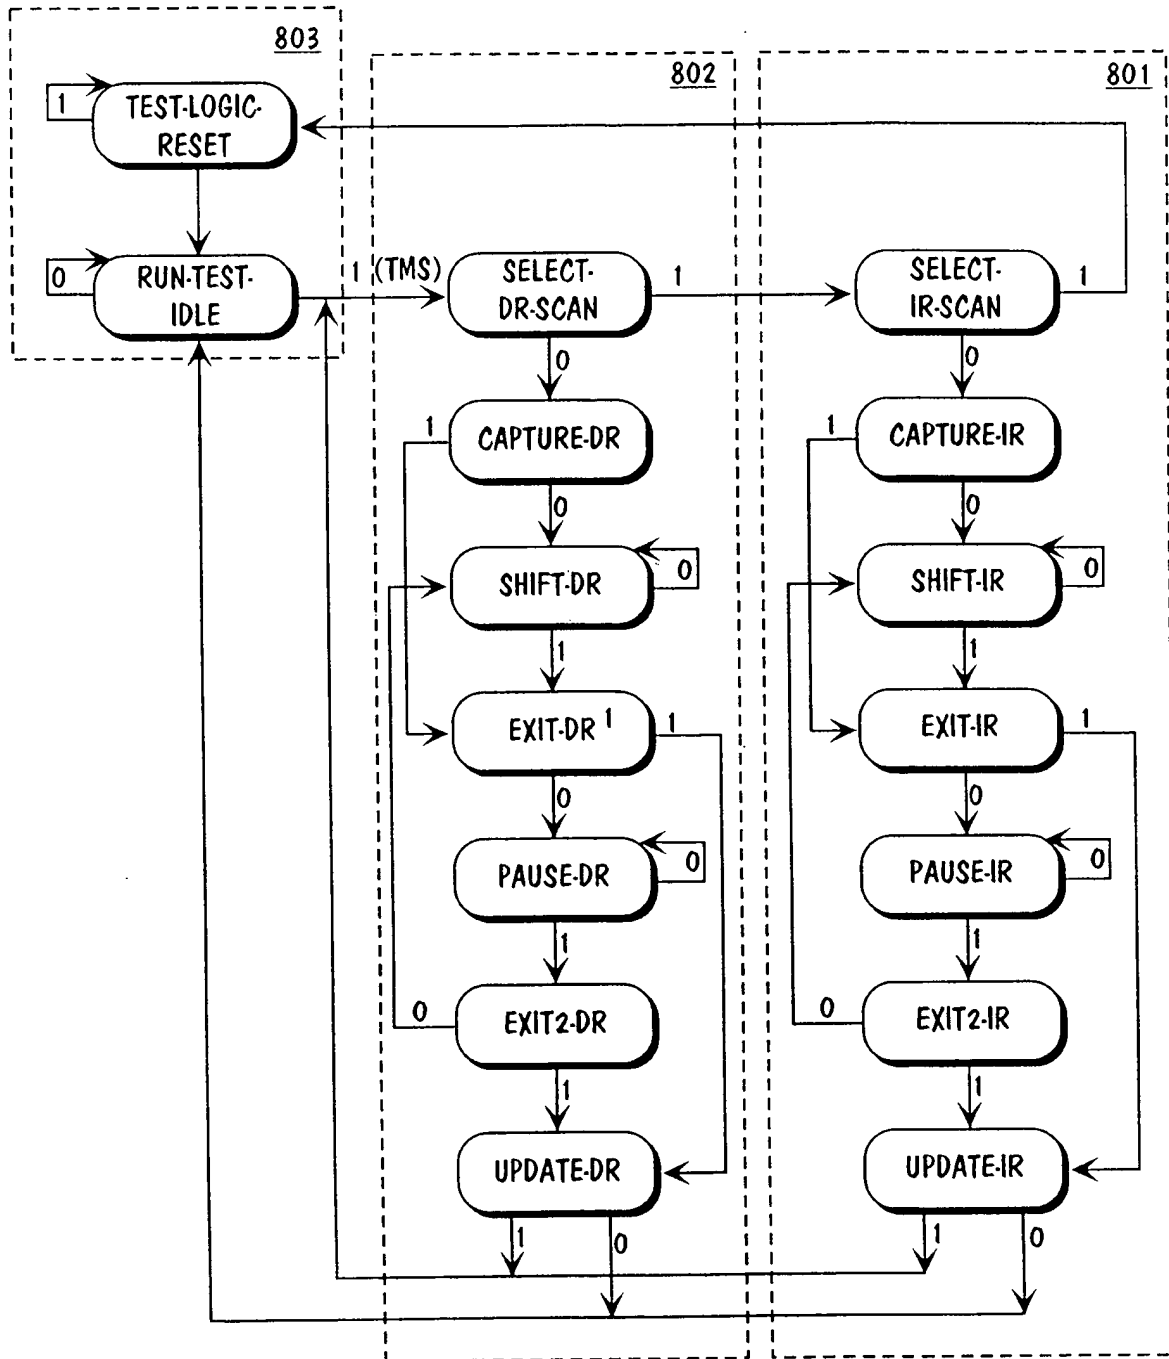 803
802
801
1
TEST-LOGIC-
RESET
0
RUN-TEST-
IDLE
1 (TMS)
SELECT-
DR-SCAN
1
SELECT-
IR-SCAN
1
0
0
1
CAPTURE-DR
1
CAPTURE-IR
0
0
SHIFT-DR
0
SHIFT-IR
0
1
1
EXIT-DR 1
1
EXIT-IR
1
0
0
PAUSE-DR
0
PAUSE-IR
0
1
1
0
EXIT2-DR
0
EXIT2-IR
1
1
UPDATE-DR
UPDATE-IR
1
0
1
0